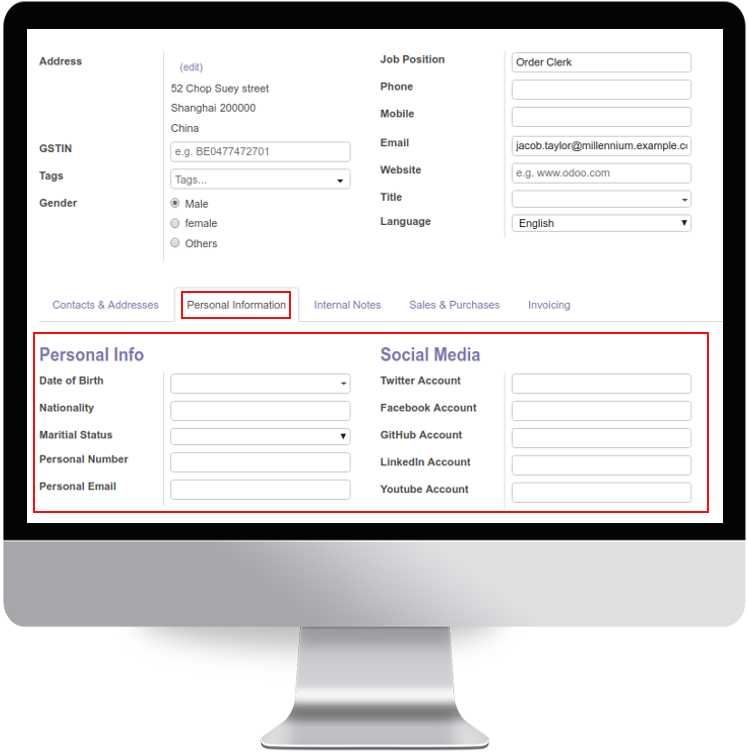 Address
(edit)
52 Chop Suey street
Shanghai 200000
China
GSTIN
e.g. BE0477472701
Tags
Tags...
Gender
Male
female
Others
Job Position
Order Clerk
Phone
Mobile
Email
jacob.taylor@millennium.example.co
Website
e.g. www.odoo.com
Title
Language
English
Contacts & Addresses
Personal Information
Internal Notes
Sales & Purchases
Invoicing
Personal Info
Date of Birth
Nationality
Maritial Status
Personal Number
Personal Email
Social Media
Twitter Account
Facebook Account
GitHub Account
LinkedIn Account
Youtube Account